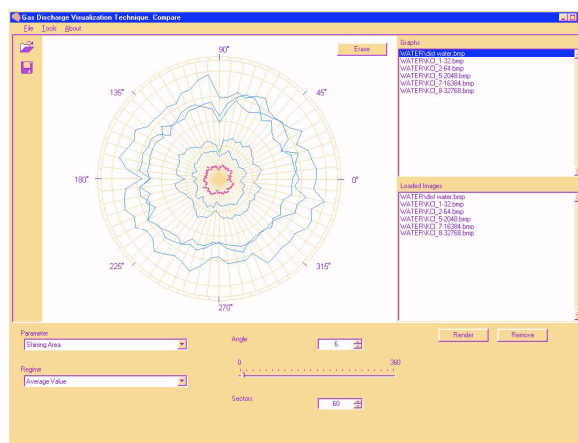 Gas Discharge Visualization Technique. Compare
File Tools About
Erase
90°
135°
45°
180°
0°
225°
315°
270°
Graphs
WATER\dist water.bmp
WATER\KCl_1-32.bmp
WATER\KCl_2-64.bmp
WATER\KCl_5-2048.bmp
WATER\KCl_7-16384.bmp
WATER\KCl_8-32768.bmp
Loaded Images
WATER\dist water.bmp
WATER\KCl_1-32.bmp
WATER\KCl_2-64.bmp
WATER\KCl_5-2048.bmp
WATER\KCl_7-16384.bmp
WATER\KCl_8-32768.bmp
Parameter
Shining Area
Regime
Average Value
Angle
6
0
360
Sectors
60
Render
Remove